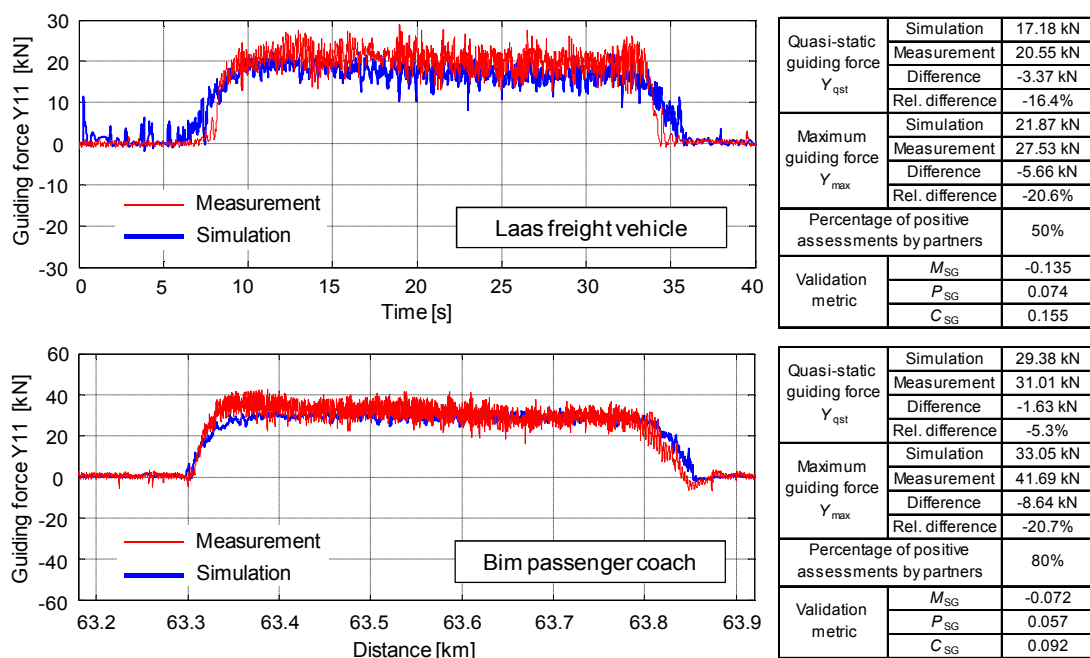 Guiding force Y11 [kN]
30
20
10
0
-10
-20
-30
Measurement
Simulation
Laas freight vehicle
0 5 10 15 20 25 30 35 40
Time [s]
Quasi-static guiding force Yqst
Simulation 17.18 kN
Measurement 20.55 kN
Difference -3.37 kN
Rel. difference -16.4%
Maximum guiding force Ymax
Simulation 21.87 kN
Measurement 27.53 kN
Difference -5.66 kN
Rel. difference -20.6%
Percentage of positive
assessments by partners 50%
Validation metric
MSG -0.135
PSG 0.074
CSG 0.155
Guiding force Y11 [kN]
60
40
20
0
-20
-40
-60
Measurement
Simulation
Bim passenger coach
63.2 63.3 63.4 63.5 63.6 63.7 63.8 63.9
Distance [km]
Quasi-static guiding force Yqst
Simulation 29.38 kN
Measurement 31.01 kN
Difference -1.63 kN
Rel. difference -5.3%
Maximum guiding force Ymax
Simulation 33.05 kN
Measurement 41.69 kN
Difference -8.64 kN
Rel. difference -20.7%
Percentage of positive
assessments by partners 80%
Validation metric
MSG -0.072
PSG 0.057
CSG 0.092